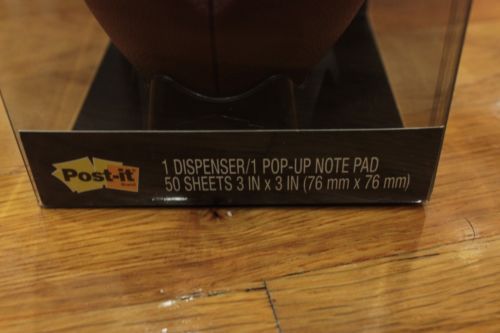 Post-it
1 DISPENSER/1 POP-UP NOTE PAD
50 SHEETS 3 IN x 3 IN (76 mm x 76 mm)